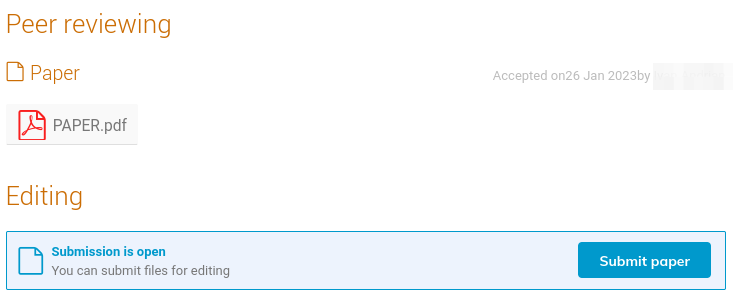 Peer reviewing
Paper
Accepted on26 Jan 2023by
PAPER.pdf
Editing
Submission is open
You can submit files for editing
Submit paper